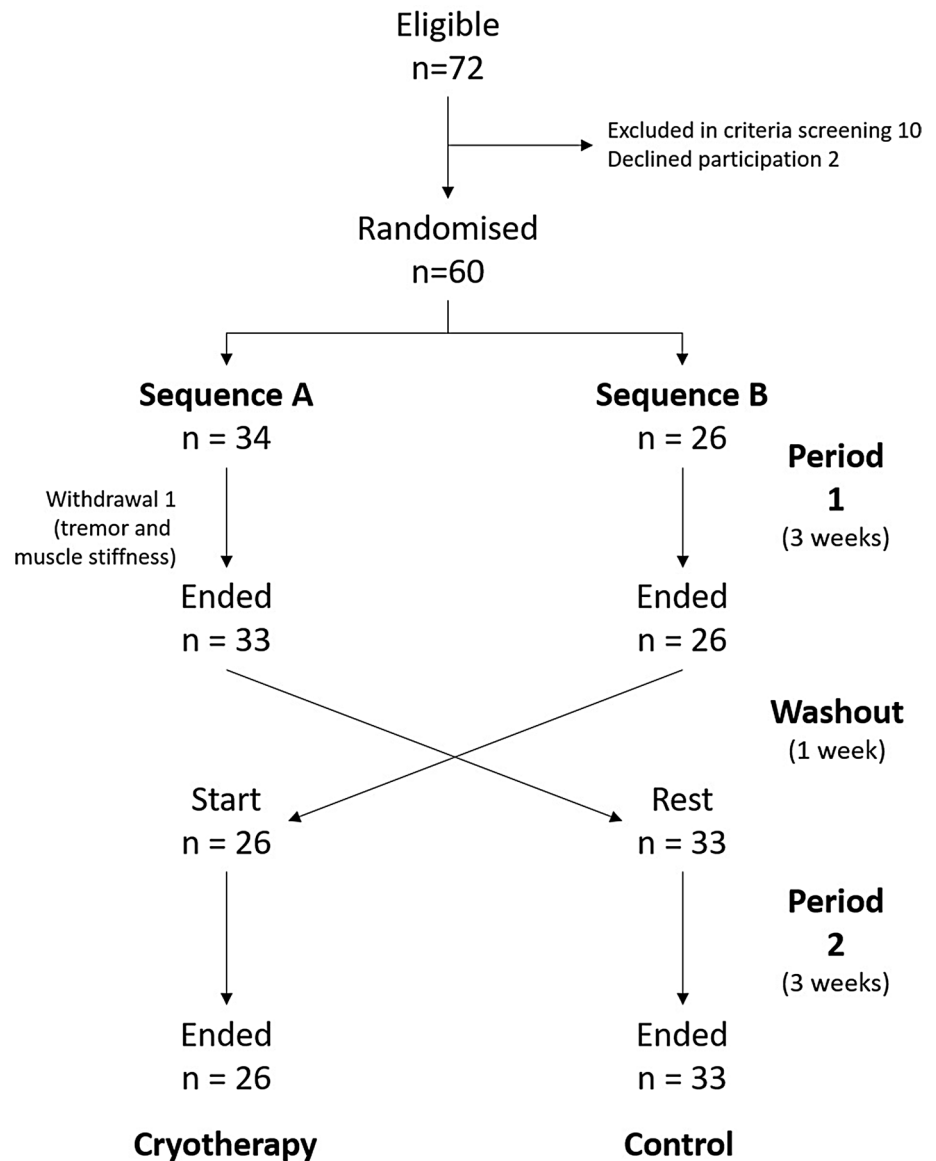 Eligible
n=72
Excluded in criteria screening 10
Declined participation 2
Randomised
n=60
Sequence A
n = 34
Sequence B
n = 26
Period
1
(3 weeks)
Withdrawal 1
(tremor and
muscle stiffness)
Ended
n = 33
Ended
n = 26
Washout
(1 week)
Start
n = 26
Rest
n = 33
Period
2
(3 weeks)
Ended
n = 26
Ended
n = 33
Cryotherapy
Control